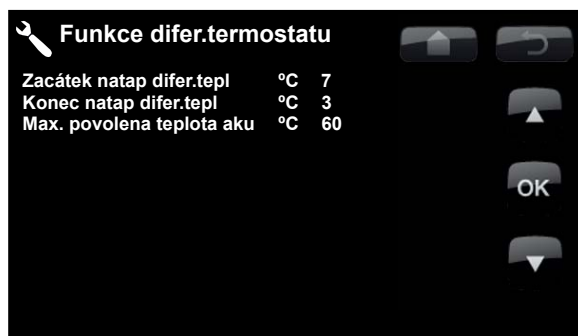 Funkce difer.termostatu
Zacátek natap difer.tepl ºC 7
Konec natap difer.tepl ºC 3
Max. povolena teplota aku ºC 60
OK